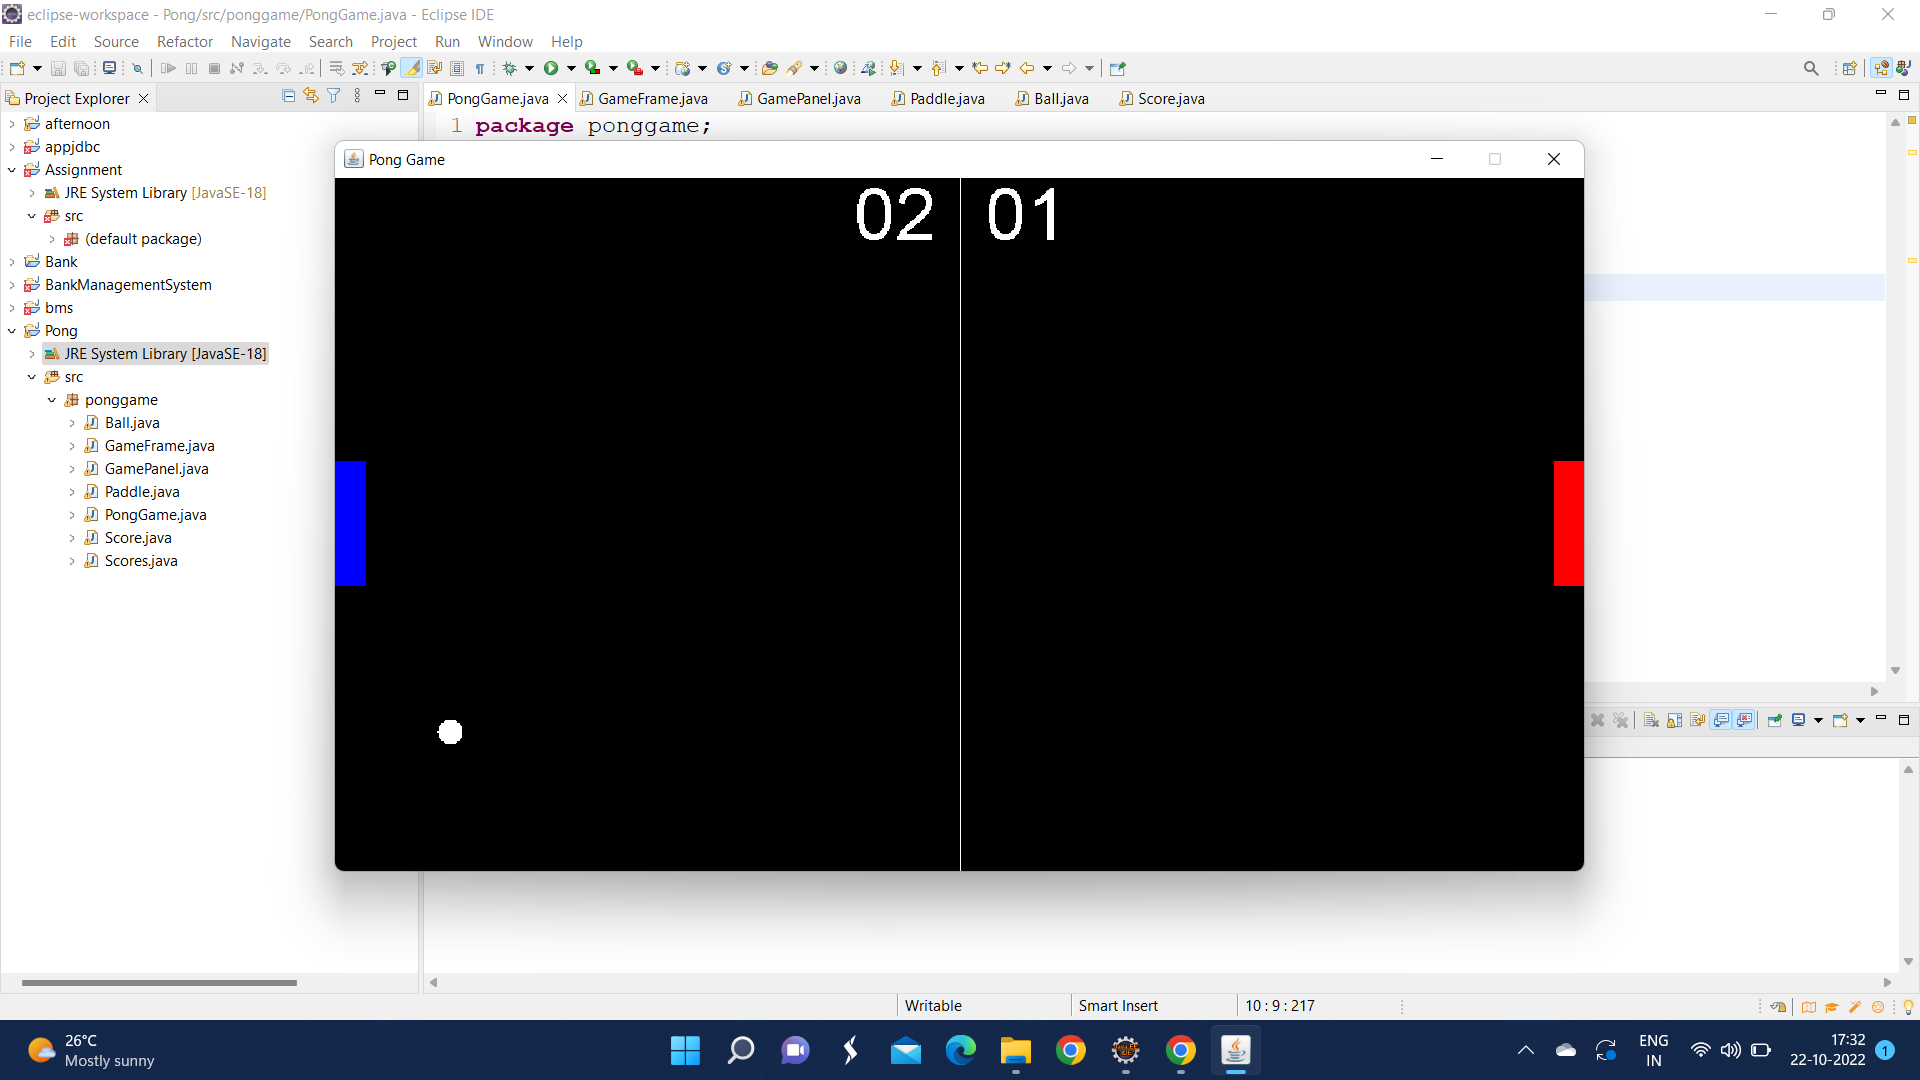 eclipse-workspace - Pong/src/ponggame/PongGame.java - Eclipse IDE
File Edit Source Refactor Navigate Search Project Run Window Help
Project Explorer
PongGame.java GameFrame.java GamePanel.java Paddle.java Ball.java Score.java
afternoon
appjdbc
Assignment
JRE System Library [JavaSE-18]
src
(default package)
Bank
BankManagementSystem
bms
Pong
JRE System Library [JavaSE-18]
src
ponggame
Ball.java
GameFrame.java
GamePanel.java
Paddle.java
PongGame.java
Score.java
Scores.java
1 package ponggame;
Pong Game
02 01
Writable Smart Insert 10 : 9 : 217
26°C
Mostly sunny
ENG
IN
17:32
22-10-2022
1